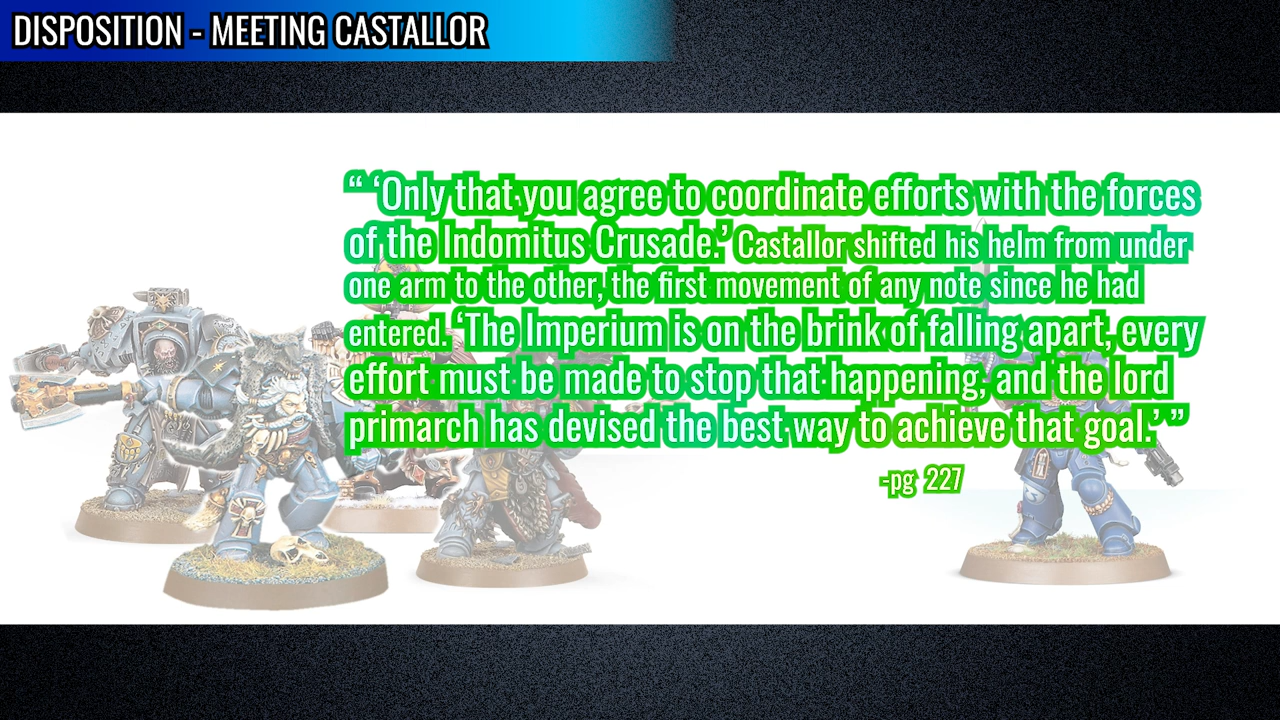 DISPOSITION - MEETING CASTALLOR
“ ‘Only that you agree to coordinate efforts with the forces
of the Indomitus Crusade.’ Castallor shifted his helm from under
one arm to the other, the first movement of any note since he had
entered. ‘The Imperium is on the brink of falling apart, every
effort must be made to stop that happening, and the lord
primarch has devised the best way to achieve that goal.’ ”
-pg 227